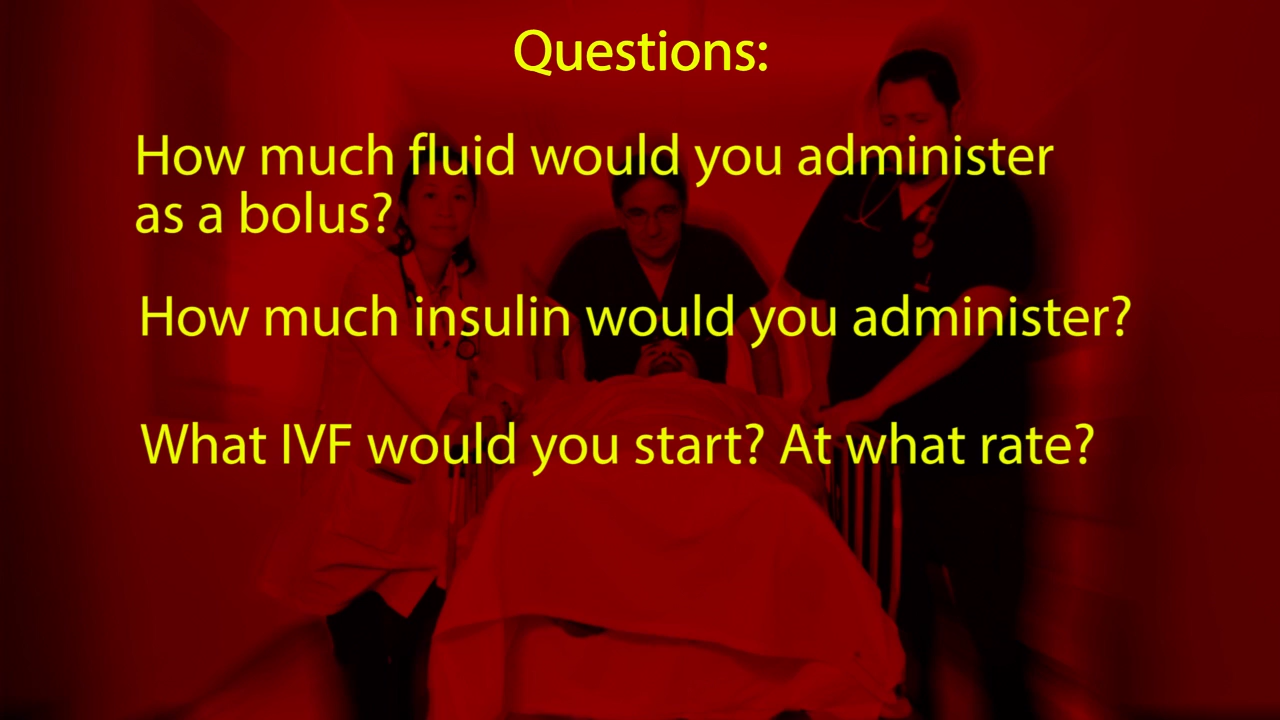 Questions:
How much fluid would you administer
as a bolus?
How much insulin would you administer?
What IVF would you start? At what rate?